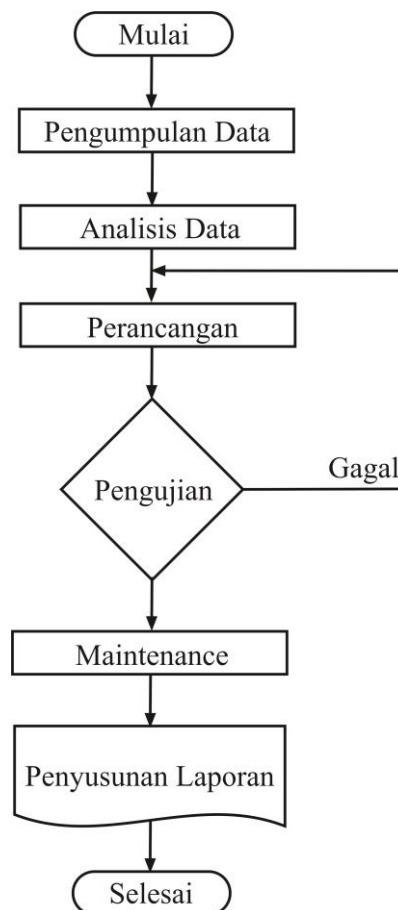 Mulai
Pengumpulan Data
Analisis Data
Perancangan
Pengujian
Gagal
Maintenance
Penyusunan Laporan
Selesai